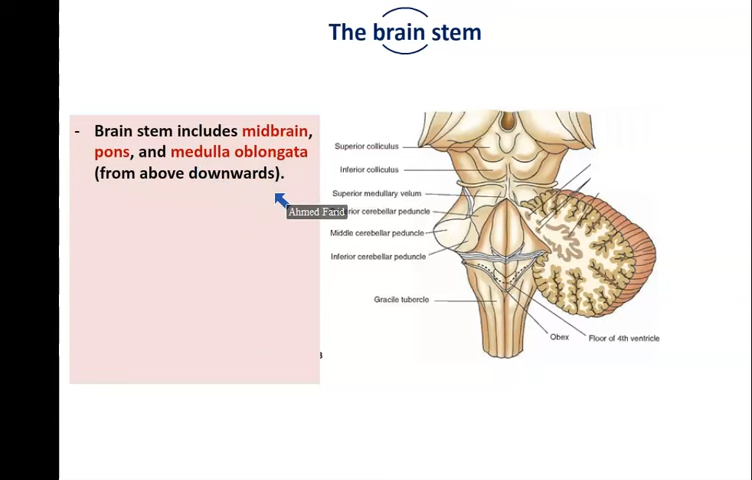 The brain stem
- Brain stem includes midbrain,
pons, and medulla oblongata
(from above downwards).
Ahmed Farid
Superior colliculus
Inferior colliculus
Superior medullary velum
cerebellar peduncle
Middle cerebellar peduncle
Inferior cerebellar peduncle
Gracile tubercle
Obex
Floor of 4th ventricle